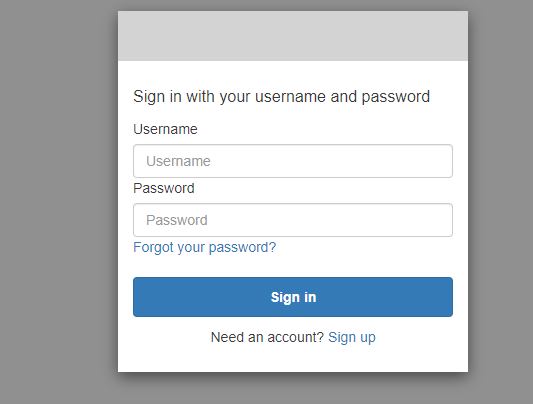 Sign in with your username and password
Username
Username
Password
Password
Forgot your password?
Sign in
Need an account? Sign up